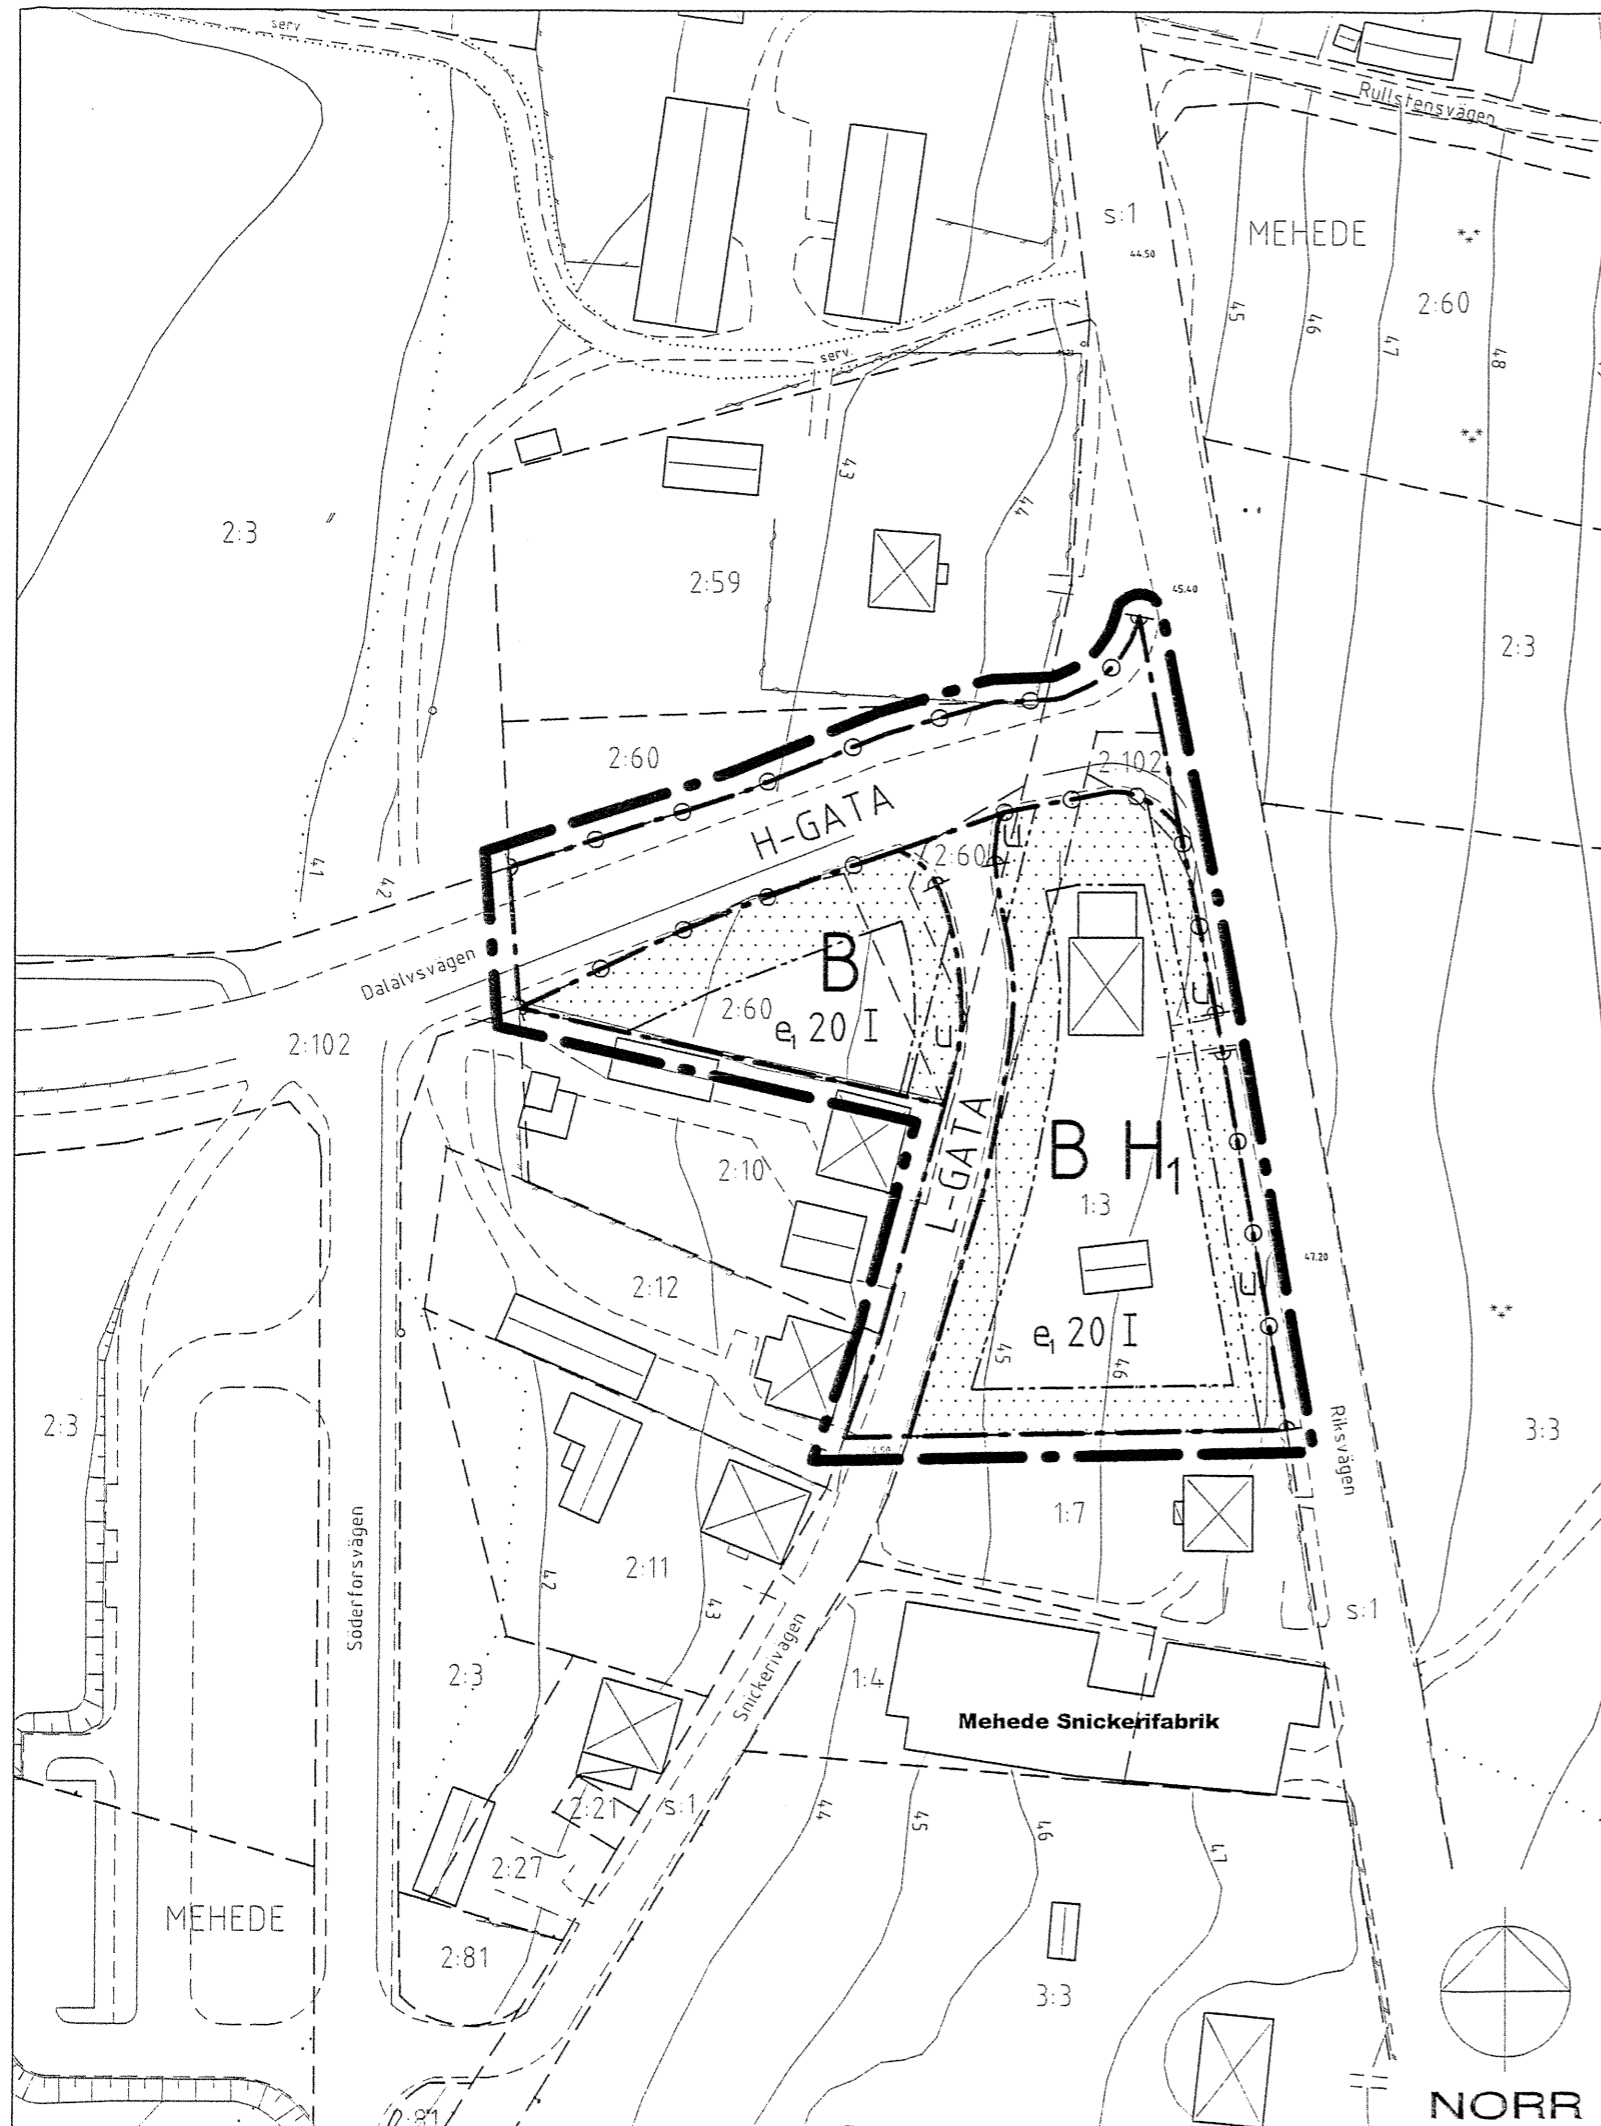 serv
Rullstensvägen
s:1
MEHEDE
44.50
2:60
45
46
47
48
serv.
43
44
2:3
2:59
45.40
2:3
2:60
2:102
H-GATA
41
42
2:60
u
B
Dalälvsvägen
2:60
u
e1 20 I
u
2:102
L-GATA
B H1
2:10
1:3
47.20
2:12
u
e1 20 I
45
46
2:3
Riksvägen
3:3
1:7
Söderforsvägen
42
2:11
43
s:1
Snickerivägen
2:3
1:4
Mehede Snickerifabrik
2:21
s:1
44
45
46
47
2:27
MEHEDE
2:81
3:3
2:81
NORR